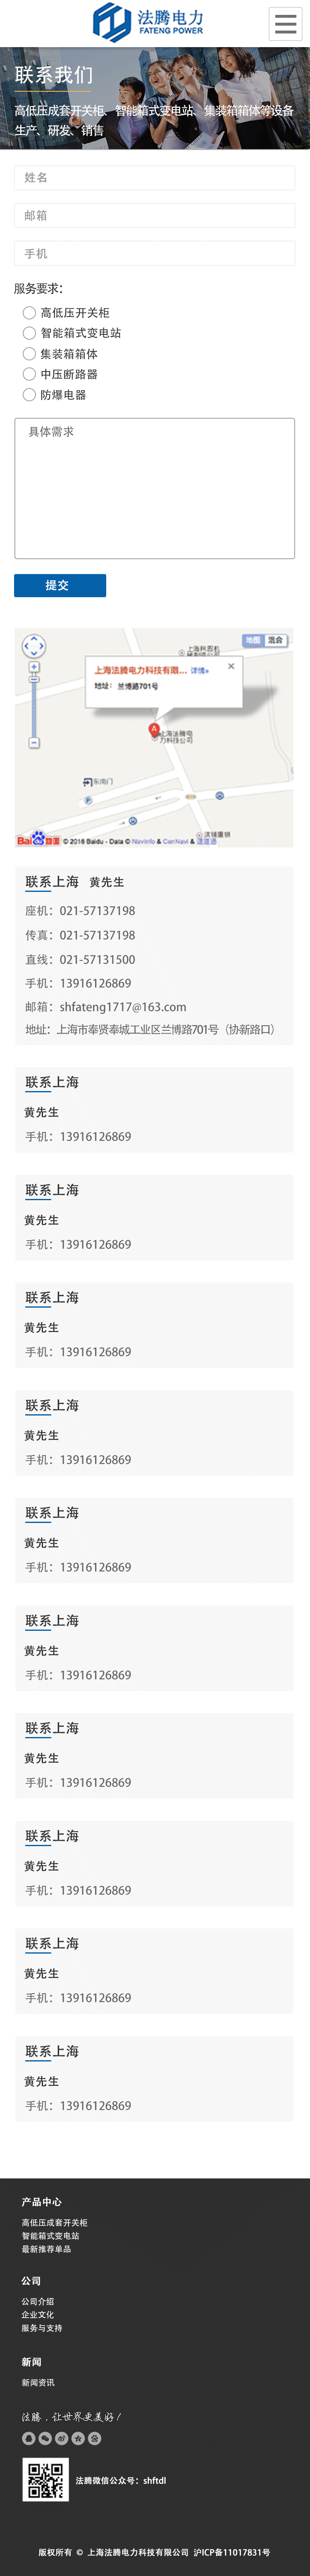 法腾电力
FATENG POWER
联系我们
高低压成套开关柜、智能箱式变电站、集装箱箱体等设备
生产、研发、销售
姓名
邮箱
手机
服务要求：
高低压开关柜
智能箱式变电站
集装箱箱体
中压断路器
防爆电器
具体需求
提交
地图 混合
上海法腾电力科技有限... 详情»
地址： 兰博路701号
上海法腾电
力科技公司
东南门
Bai 百度 © 2018 Baidu - Data © NavInfo & CenNavi & 道道通
联系上海 黄先生
座机：021-57137198
传真：021-57137198
直线：021-57131500
手机：13916126869
邮箱：shfateng1717@163.com
地址：上海市奉贤奉城工业区兰博路701号（协新路口）
联系上海
黄先生
手机：13916126869
联系上海
黄先生
手机：13916126869
联系上海
黄先生
手机：13916126869
联系上海
黄先生
手机：13916126869
联系上海
黄先生
手机：13916126869
联系上海
黄先生
手机：13916126869
联系上海
黄先生
手机：13916126869
联系上海
黄先生
手机：13916126869
联系上海
黄先生
手机：13916126869
联系上海
黄先生
手机：13916126869
产品中心
高低压成套开关柜
智能箱式变电站
最新推荐单品
公司
公司介绍
企业文化
服务与支持
新闻
新闻资讯
法腾，让世界更美好！
法腾微信公众号：shftdl
版权所有 © 上海法腾电力科技有限公司 沪ICP备11017831号